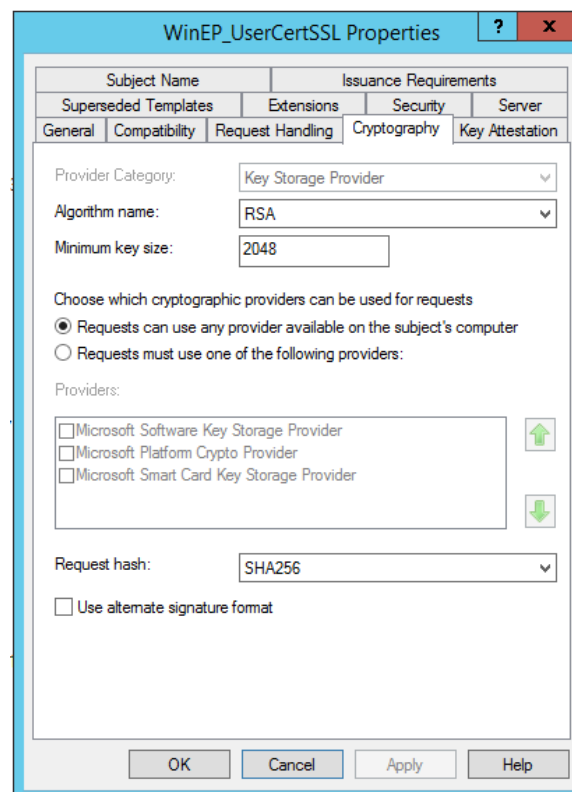 WinEP_UserCertSSL Properties
? x
Subject Name Issuance Requirements
Superseded Templates Extensions Security Server
General Compatibility Request Handling Cryptography Key Attestation
Provider Category: Key Storage Provider
Algorithm name: RSA
Minimum key size: 2048
Choose which cryptographic providers can be used for requests
Requests can use any provider available on the subject's computer
Requests must use one of the following providers:
Providers:
Microsoft Software Key Storage Provider
Microsoft Platform Crypto Provider
Microsoft Smart Card Key Storage Provider
Request hash: SHA256
Use alternate signature format
OK Cancel Apply Help